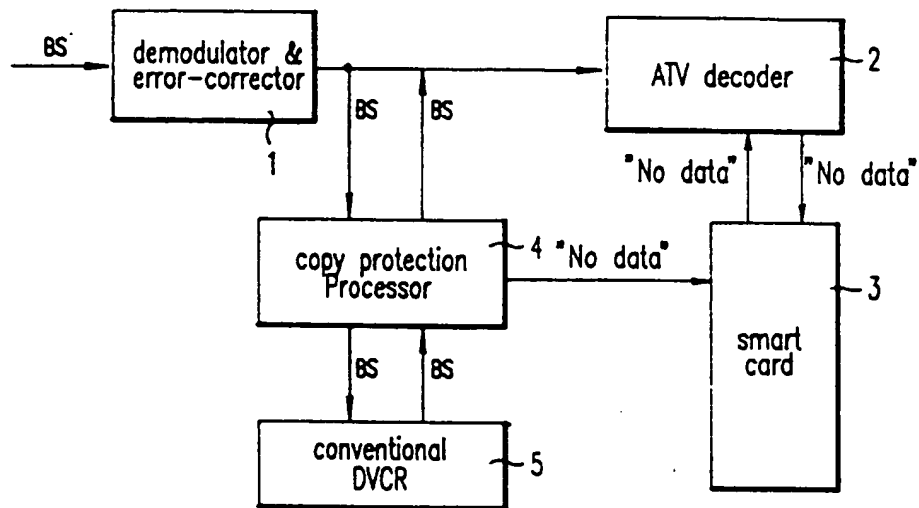 BS
demodulator &
error-corrector
1
BS
BS
ATV decoder
2
"No data"
"No data"
copy protection
Processor
4
"No data"
smart
card
3
BS
BS
conventional
DVCR
5